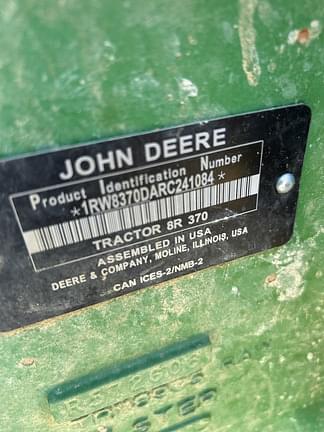 JOHN DEERE
Product Identification Number
*1RW8370DARC241084*
TRACTOR 8R 370
ASSEMBLED IN USA
DEERE & COMPANY, MOLINE, ILLINOIS, USA
CAN ICES-2/NMB-2